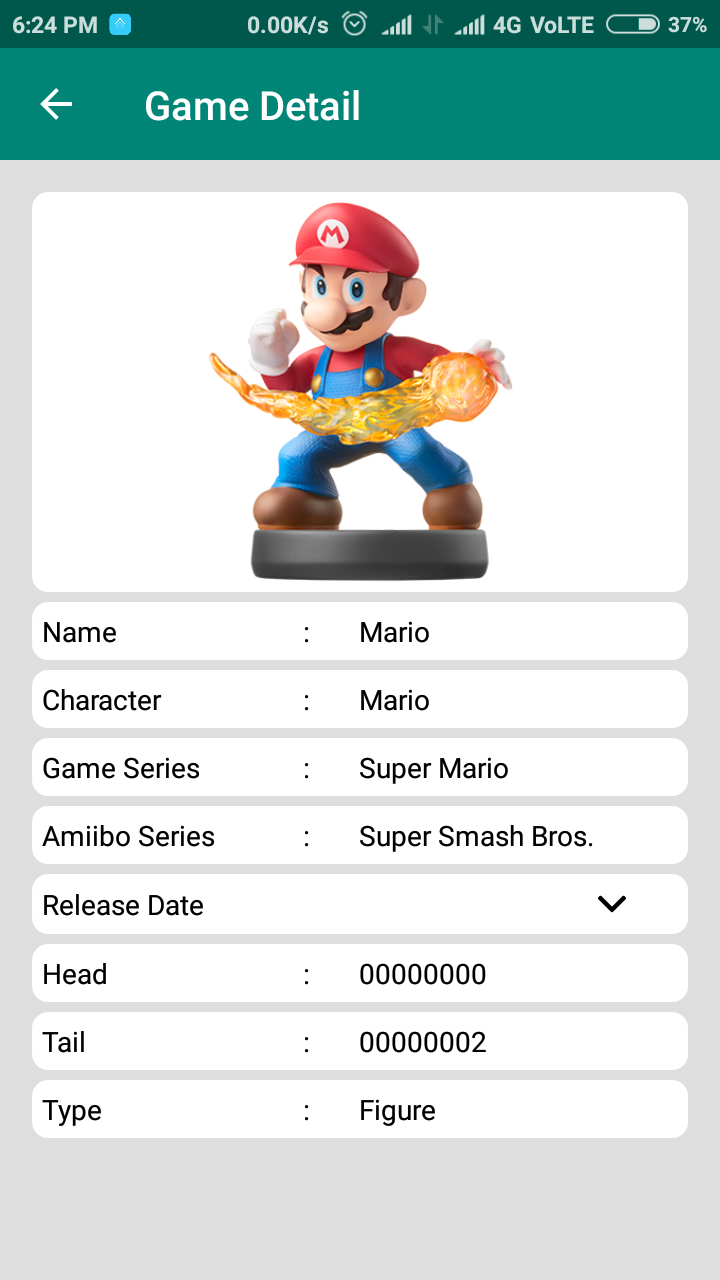 6:24 PM 0.00K/s 4G VoLTE 37%
Game Detail
M
Name : Mario
Character : Mario
Game Series : Super Mario
Amiibo Series : Super Smash Bros.
Release Date
Head : 00000000
Tail : 00000002
Type : Figure